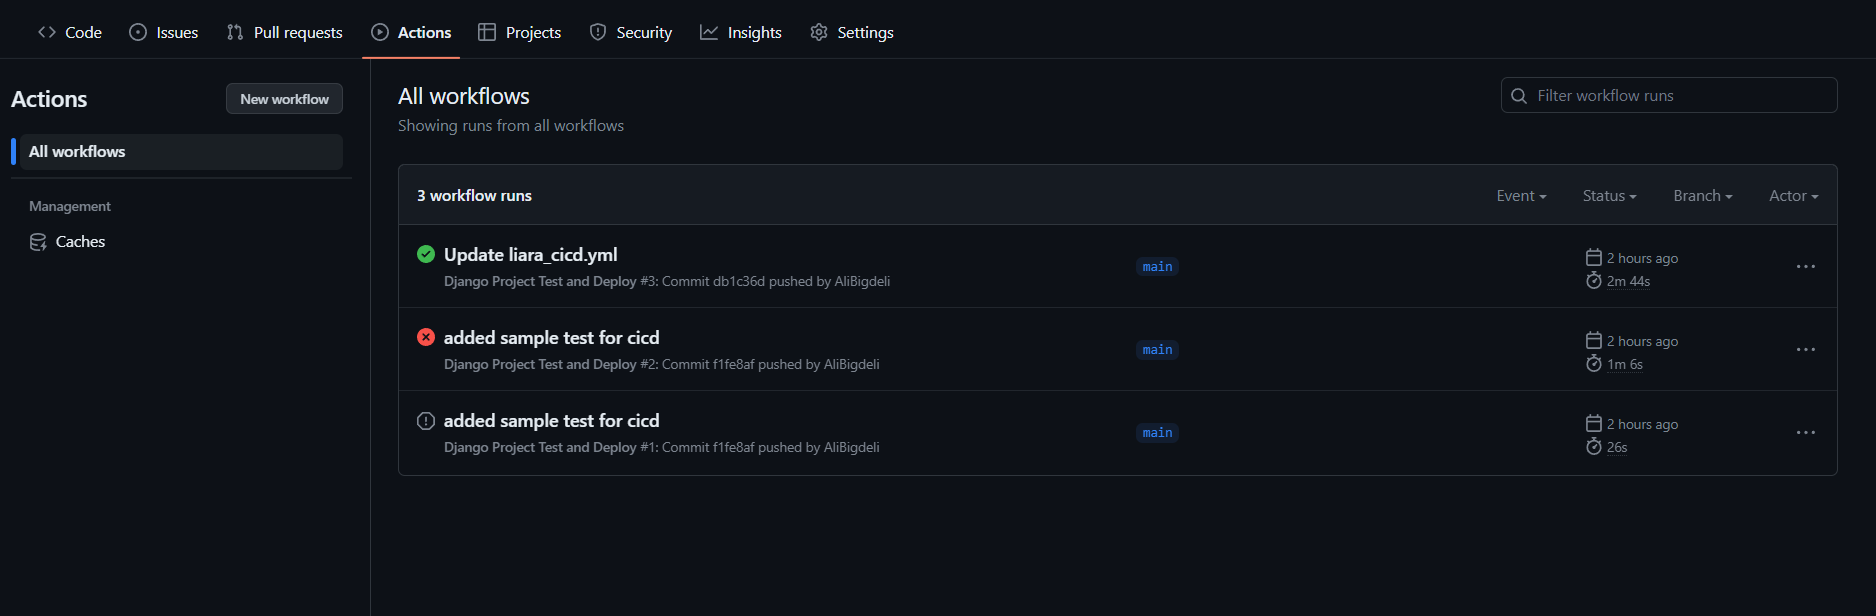 Code Issues Pull requests Actions Projects Security Insights Settings
Actions
New workflow
All workflows
Management
Caches
All workflows
Showing runs from all workflows
Filter workflow runs
3 workflow runs
Event Status Branch Actor
Update liara_cicd.yml
Django Project Test and Deploy #3: Commit db1c36d pushed by AliBigdeli
main
2 hours ago
2m 44s
added sample test for cicd
Django Project Test and Deploy #2: Commit f1fe8af pushed by AliBigdeli
main
2 hours ago
1m 6s
added sample test for cicd
Django Project Test and Deploy #1: Commit f1fe8af pushed by AliBigdeli
main
2 hours ago
26s